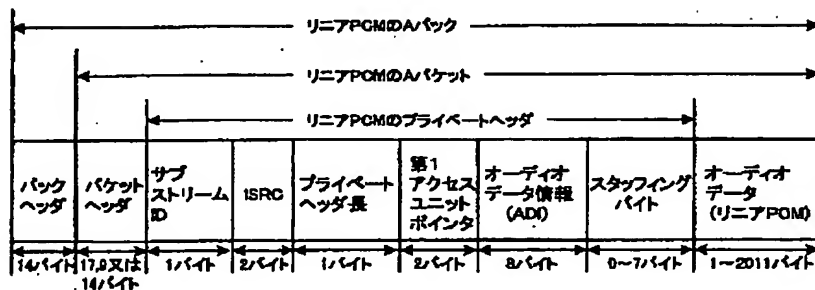 リニアPCMのAパック
リニアPCMのAパケット
リニアPCMのプライベートヘッダ
パック
ヘッダ
パケット
ヘッダ
サブ
ストリーム
ID
ISRC
プライベート
ヘッダ長
第1
アクセス
ユニット
ポインタ
オーディオ
データ情報
(ADI)
スタッフィング
バイト
オーディオ
データ
(リニアPCM)
14バイト
17,9又は
14バイト
1バイト
2バイト
1バイト
2バイト
8バイト
0〜7バイト
1〜2011バイト